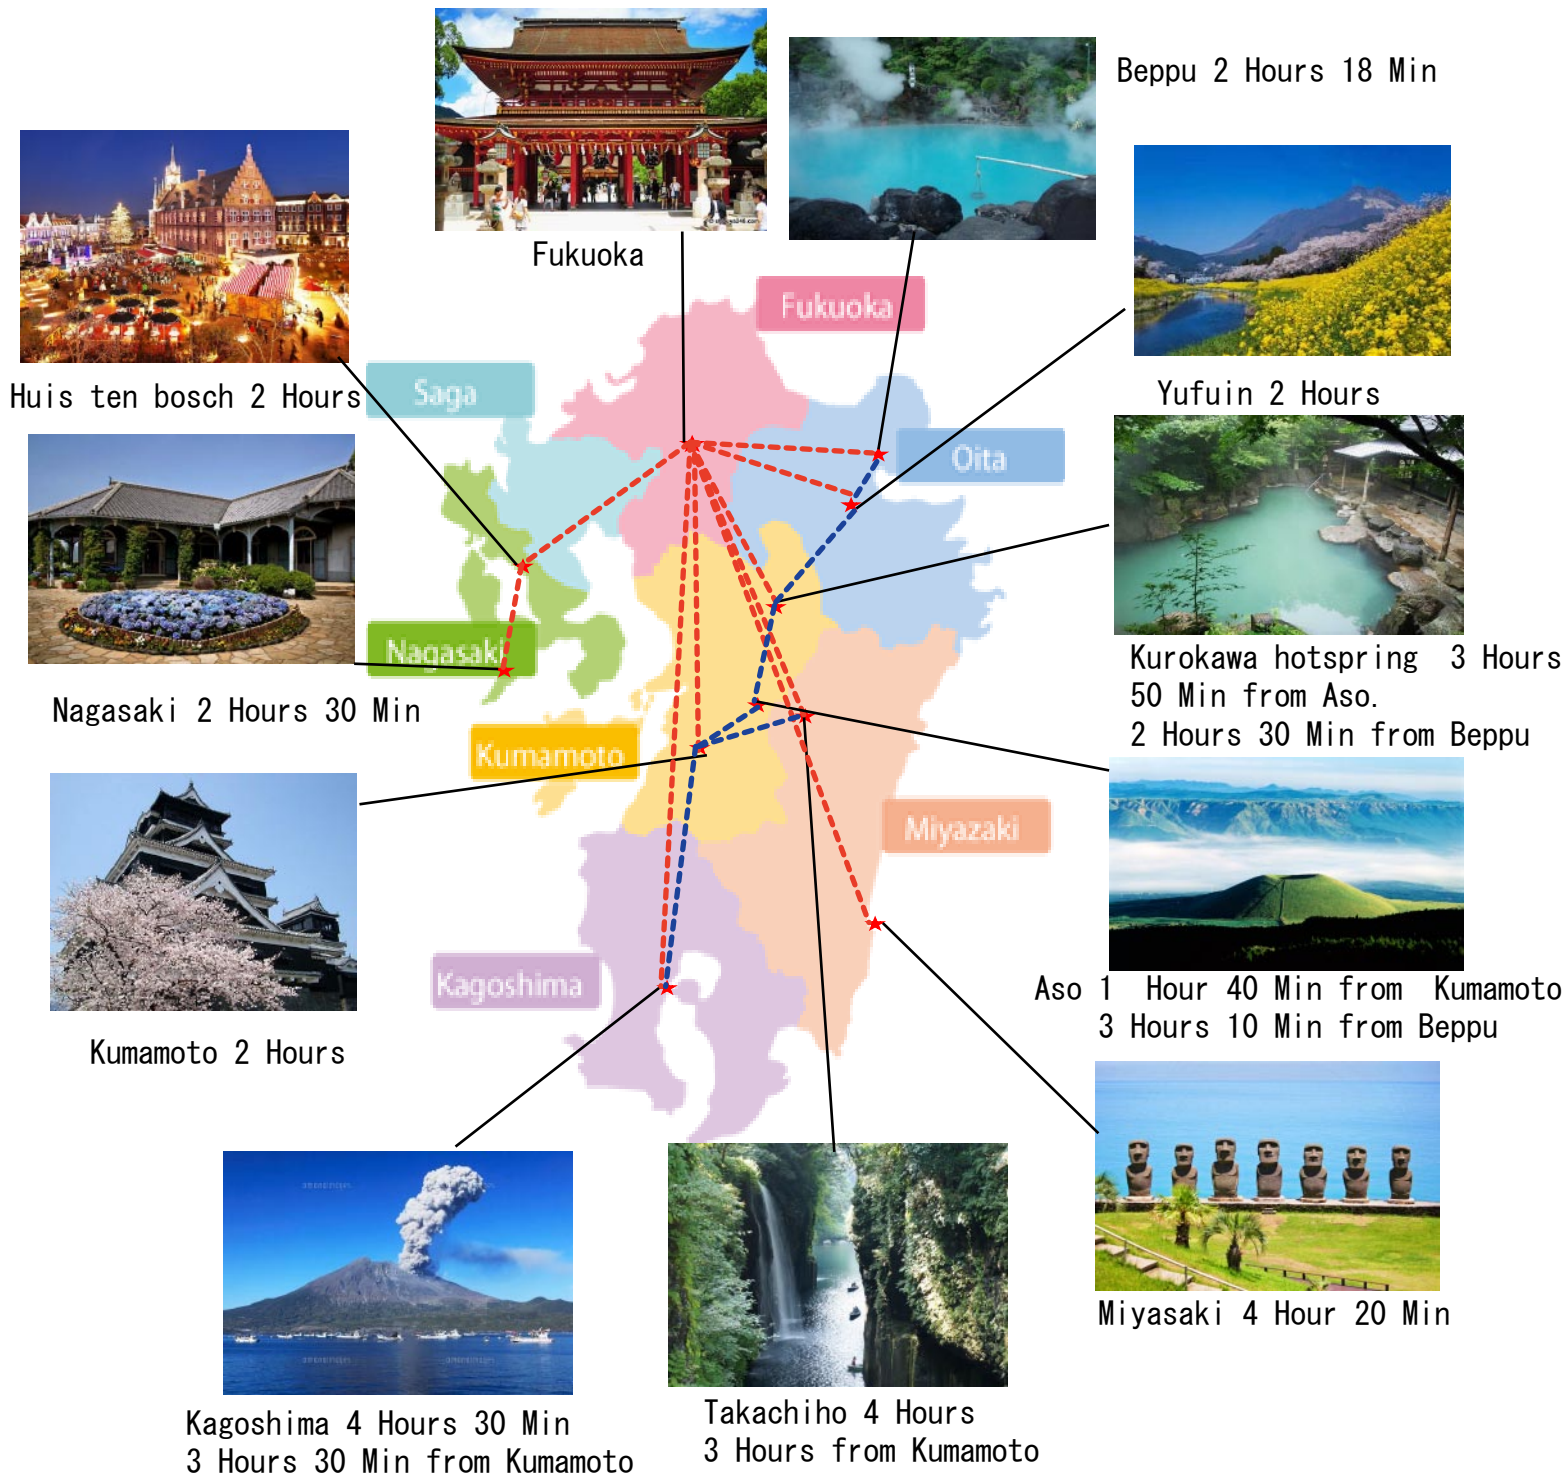 Beppu 2 Hours 18 Min
Fukuoka
Fukuoka
Huis ten bosch 2 Hours
Saga
Yufuin 2 Hours
Oita
Nagasaki
Kurokawa hotspring  3 Hours
50 Min from Aso.
2 Hours 30 Min from Beppu
Nagasaki 2 Hours 30 Min
Kumamoto
Miyazaki
Kagoshima
Aso 1  Hour 40 Min from  Kumamoto
3 Hours 10 Min from Beppu
Kumamoto 2 Hours
Miyasaki 4 Hour 20 Min
Kagoshima 4 Hours 30 Min
3 Hours 30 Min from Kumamoto
Takachiho 4 Hours
3 Hours from Kumamoto